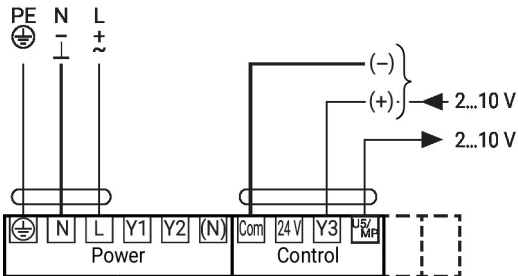 PE N L
– +
⊥ ~
(–)
(+) 2...10 V
2...10 V
N L Y1 Y2 (N) Com 24 V Y3 U5/MP
Power Control